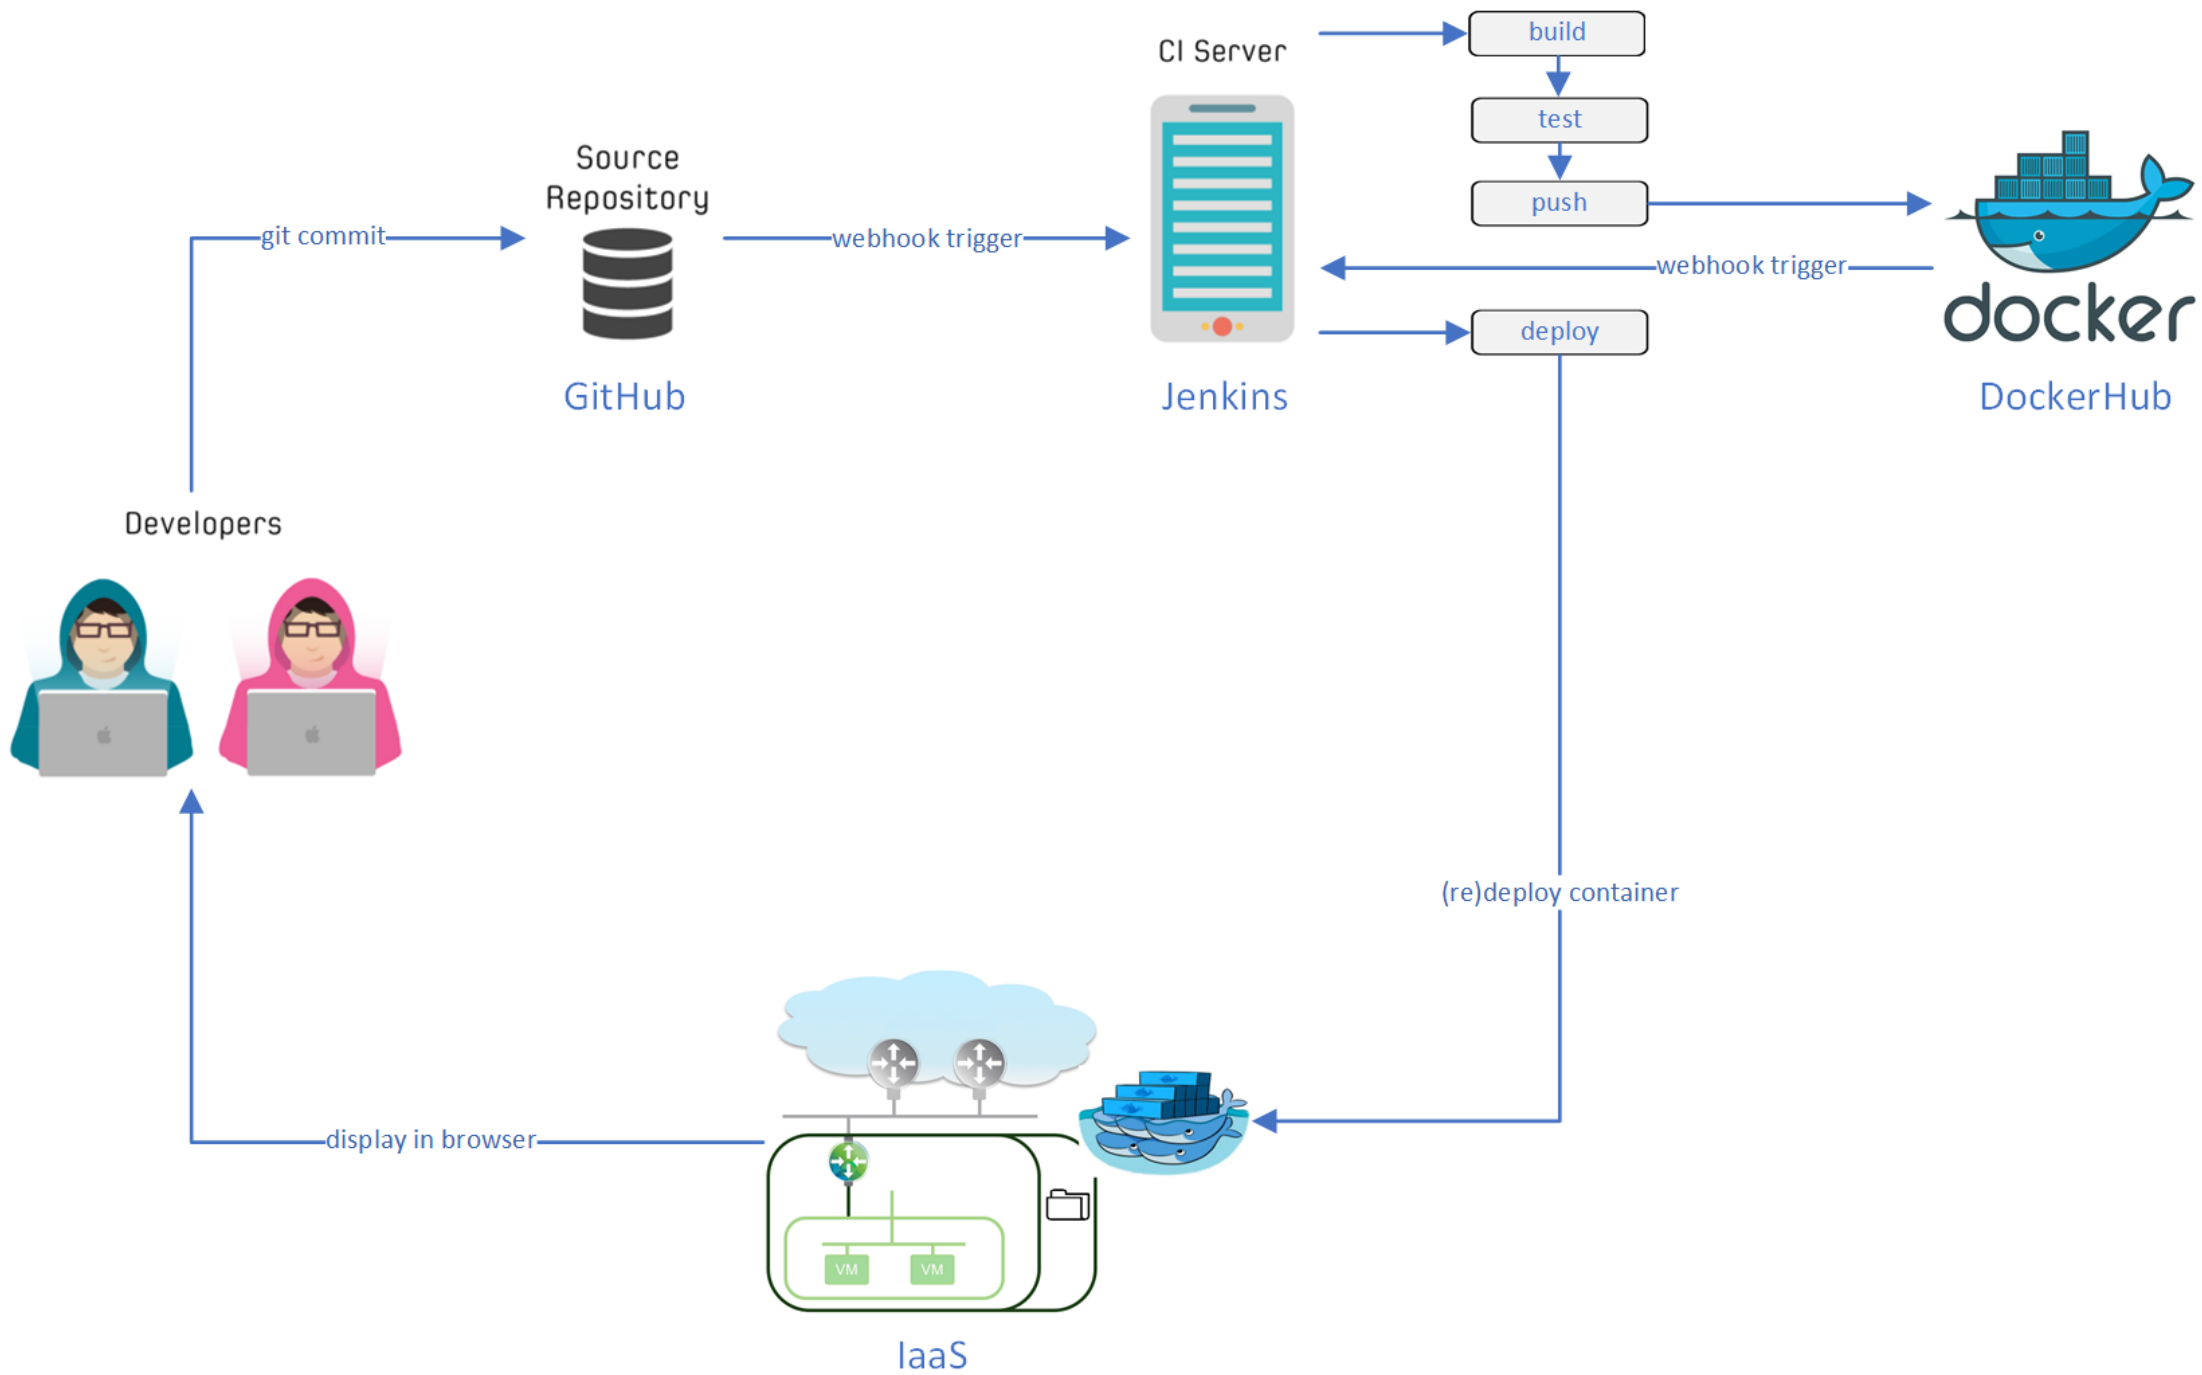 build
CI Server
test
Source
Repository
push
git commit
webhook trigger
webhook trigger
docker
deploy
GitHub
Jenkins
DockerHub
Developers
(re)deploy container
display in browser
VM
VM
IaaS